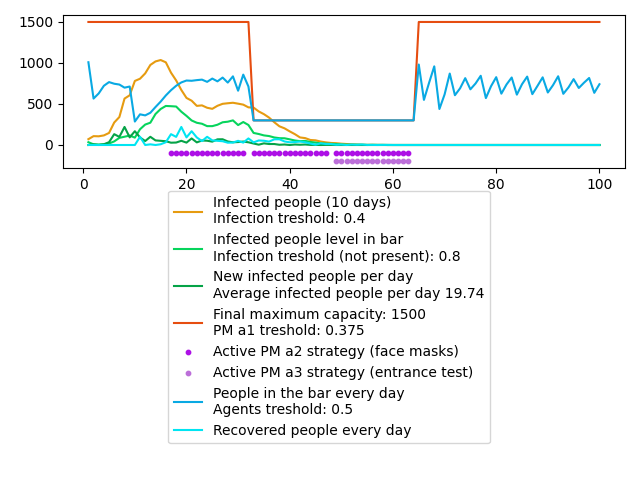 1500
1000
500
0
0 20 40 60 80 100
Infected people (10 days)
Infection treshold: 0.4
Infected people level in bar
Infection treshold (not present): 0.8
New infected people per day
Average infected people per day 19.74
Final maximum capacity: 1500
PM a1 treshold: 0.375
Active PM a2 strategy (face masks)
Active PM a3 strategy (entrance test)
People in the bar every day
Agents treshold: 0.5
Recovered people every day